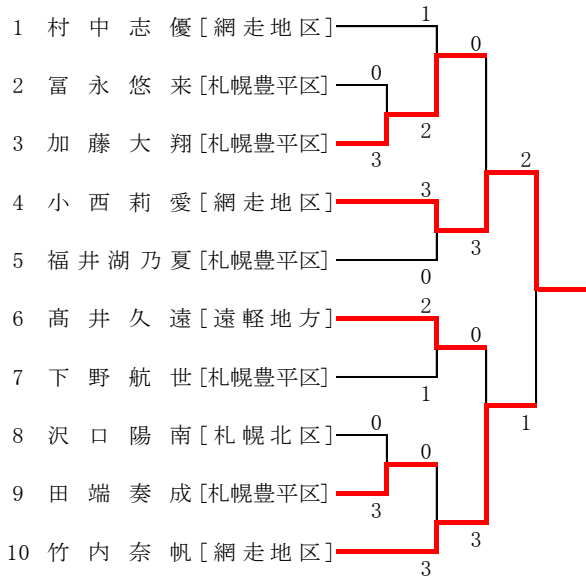 1
1 村中志優[網走地区]
0
0
2 冨永悠来[札幌豊平区]
2
3 加藤大翔[札幌豊平区]
3
2
3
4 小西莉愛[網走地区]
3
5 福井湖乃夏[札幌豊平区]
0
2
6 髙井久遠[遠軽地方]
0
7 下野航世[札幌豊平区]
1
1
0
8 沢口陽南[札幌北区]
0
9 田端奏成[札幌豊平区]
3
3
10 竹内奈帆[網走地区]
3